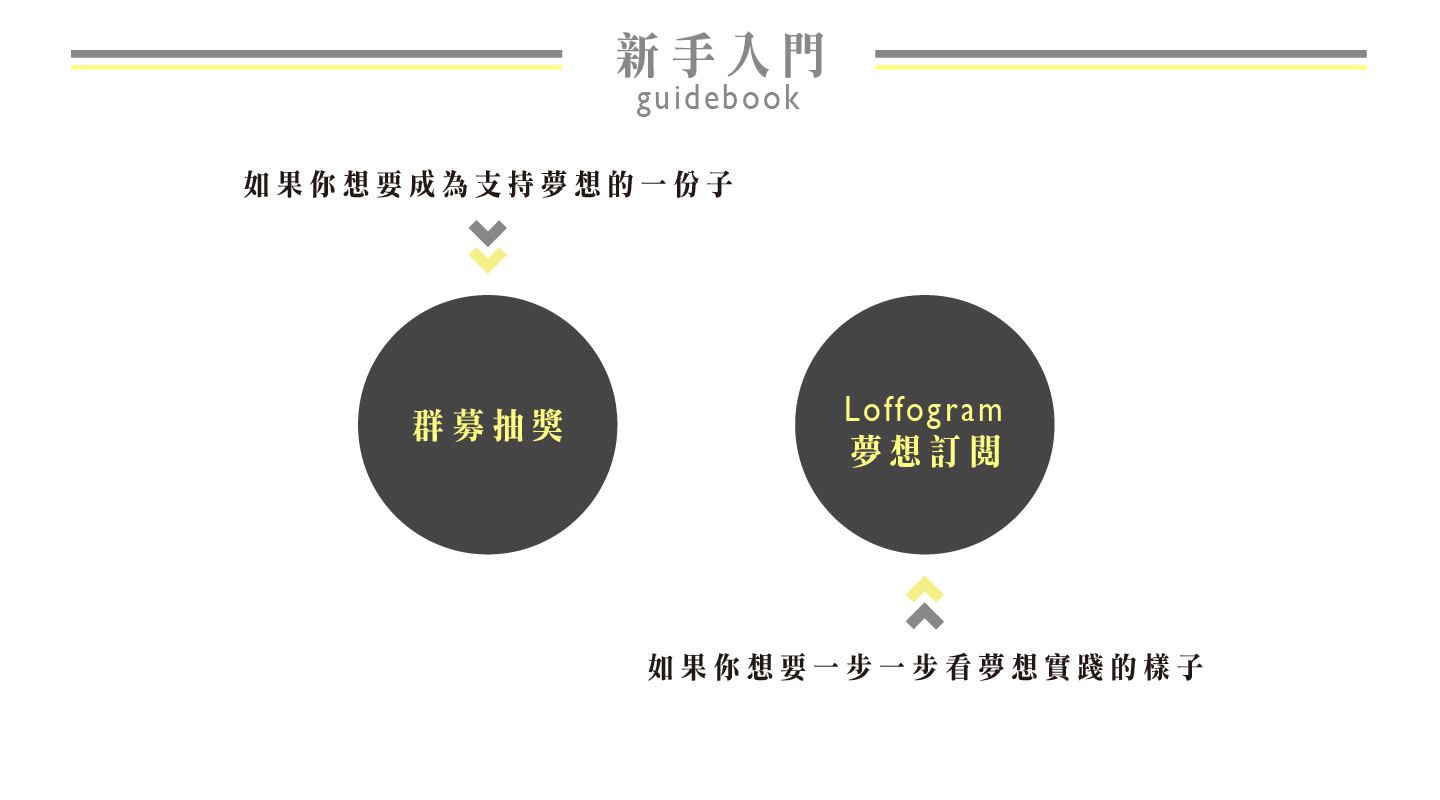 新手入門
guidebook
如果你想要成為支持夢想的一份子
群募抽獎
Loffogram
夢想訂閱
如果你想要一步一步看夢想實踐的樣子